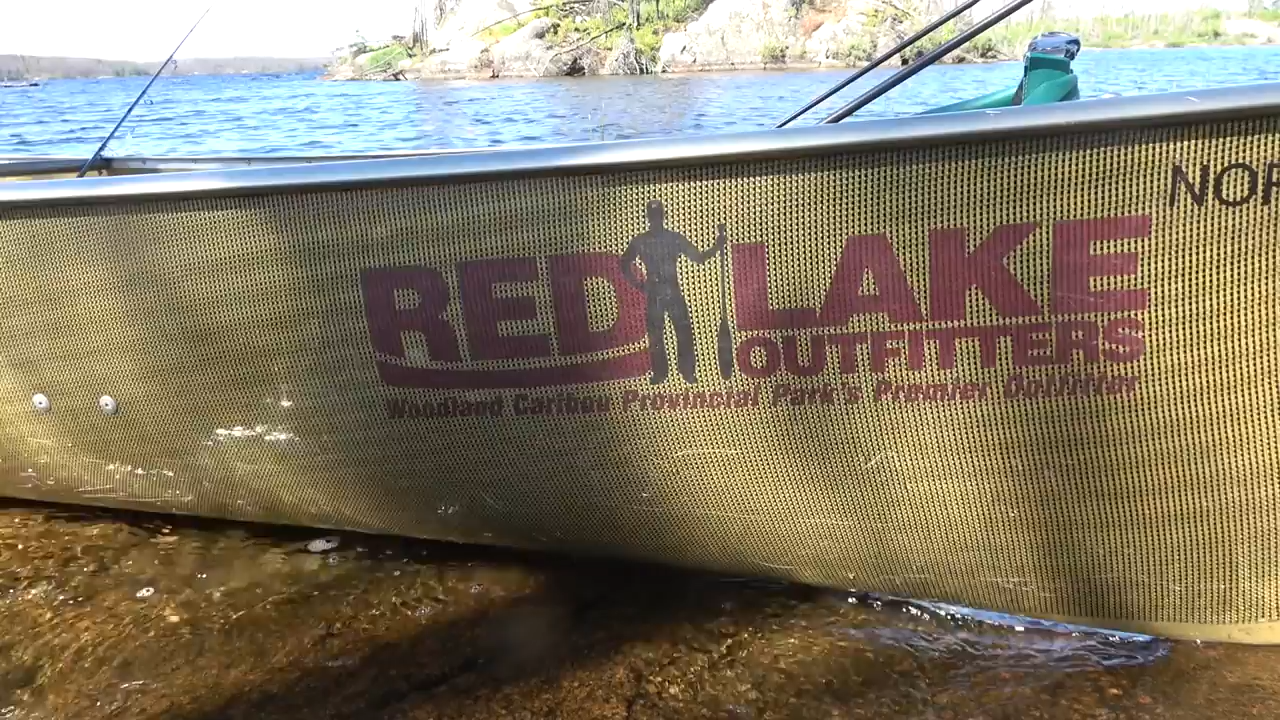 RED LAKE
OUTFITTERS
Woodland Caribou Provincial Park's Premier Outfitter
NOR